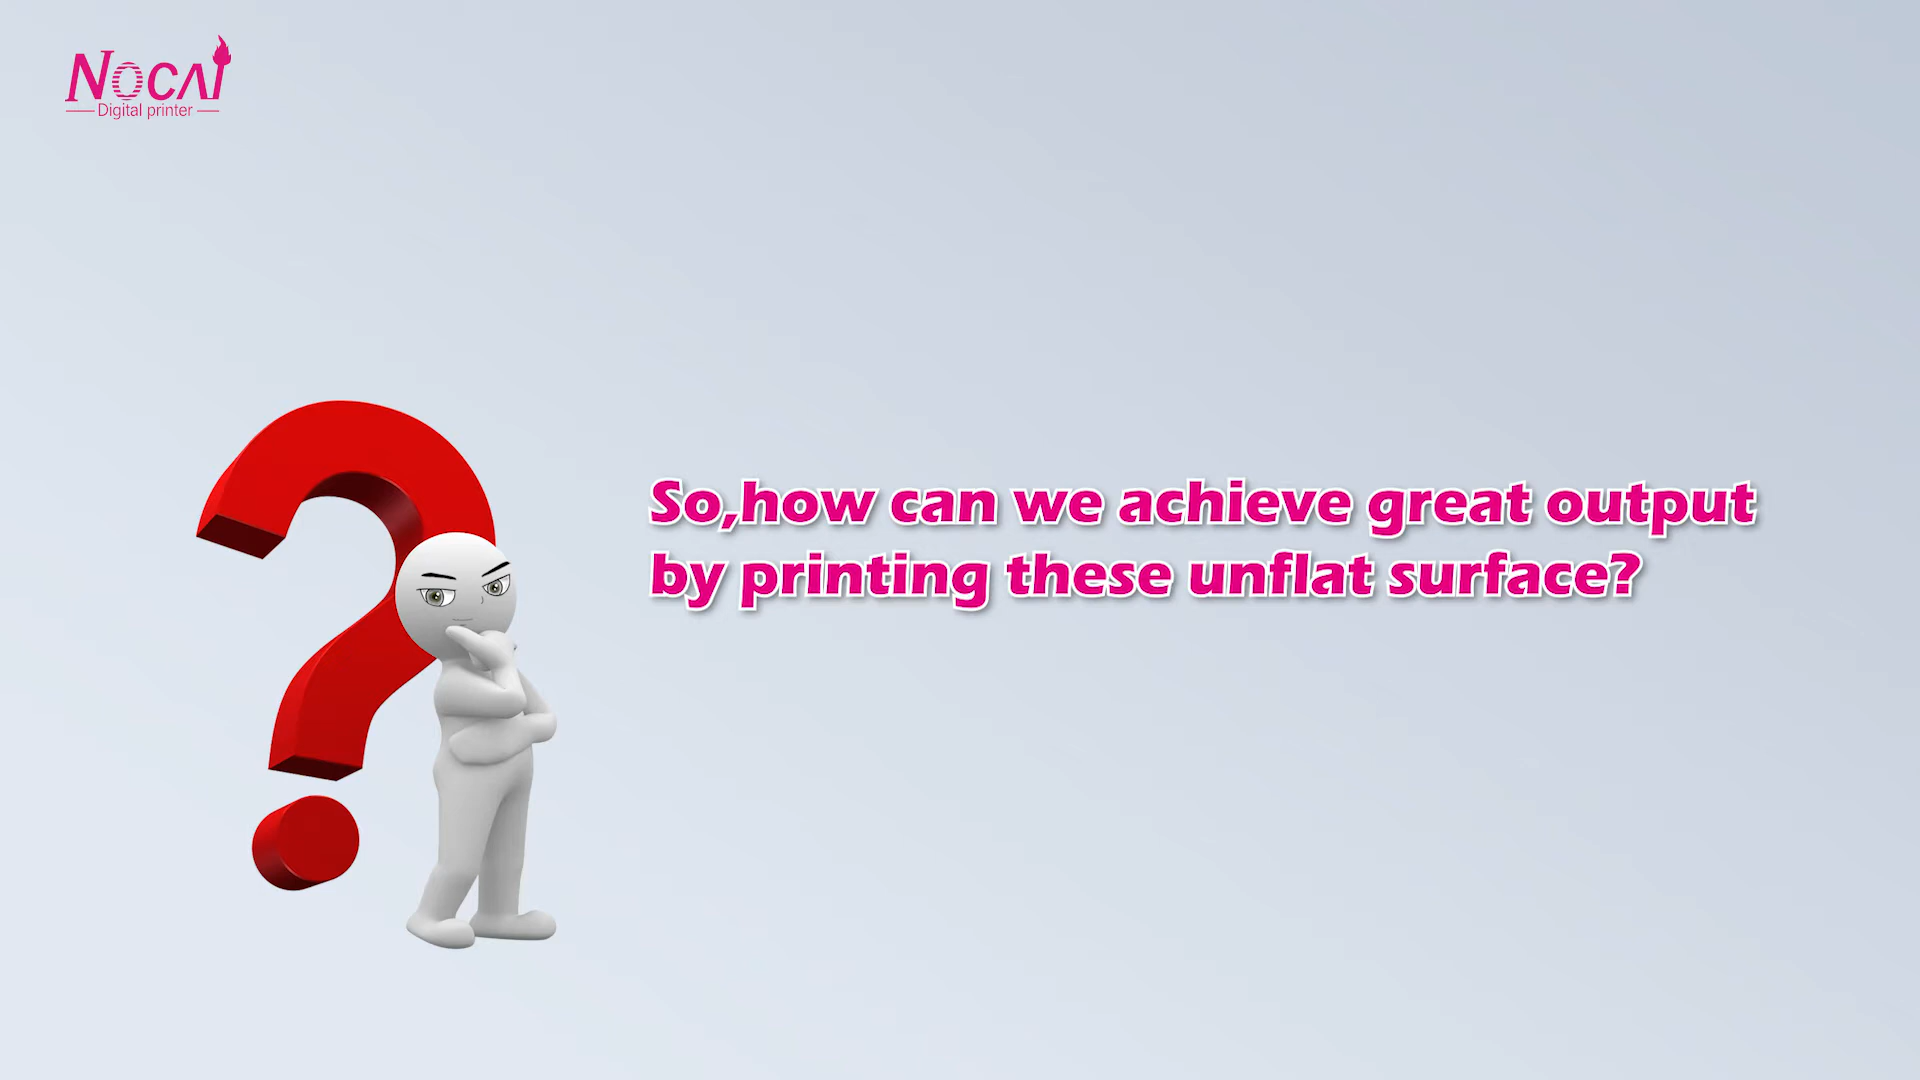 NOCAI
Digital printer
So,how can we achieve great output
by printing these unflat surface?